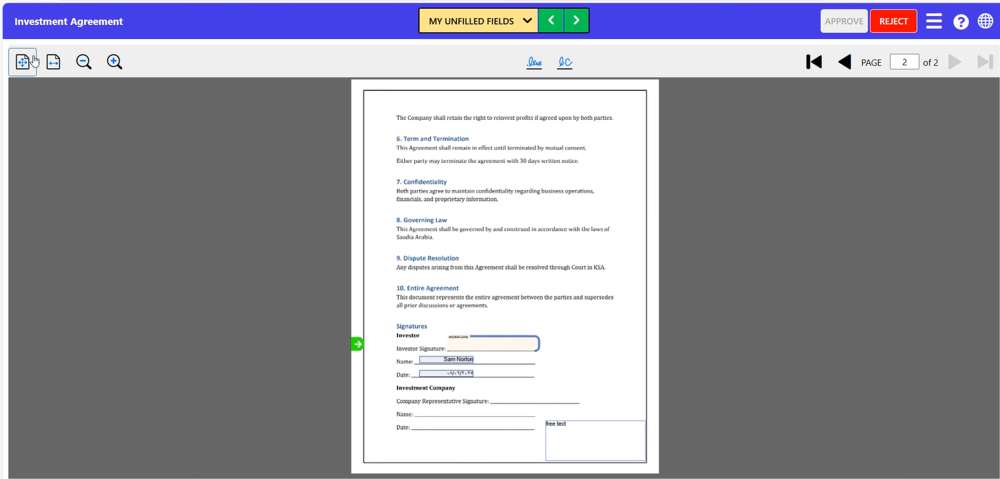 Investment Agreement
MY UNFILLED FIELDS
APPROVE
REJECT
PAGE 2 of 2
The Company shall retain the right to reinvest profits if agreed upon by both parties.
6. Term and Termination
This Agreement shall remain in effect until terminated by mutual consent.
Either party may terminate the agreement with 30 days written notice.
7. Confidentiality
Both parties agree to maintain confidentiality regarding business operations,
financials, and proprietary information.
8. Governing Law
This Agreement shall be governed by and construed in accordance with the laws of
Saudia Arabia.
9. Dispute Resolution
Any disputes arising from this Agreement shall be resolved through Court in KSA.
10. Entire Agreement
This document represents the entire agreement between the parties and supersedes
all prior discussions or agreements.
Signatures
Investor
SIGNATURE
Investor Signature:
Name: Sam Norton
Date: ٠٨/٠٩/٢٠٢٥
Investment Company
Company Representative Signature:
Name:
Date:
free text